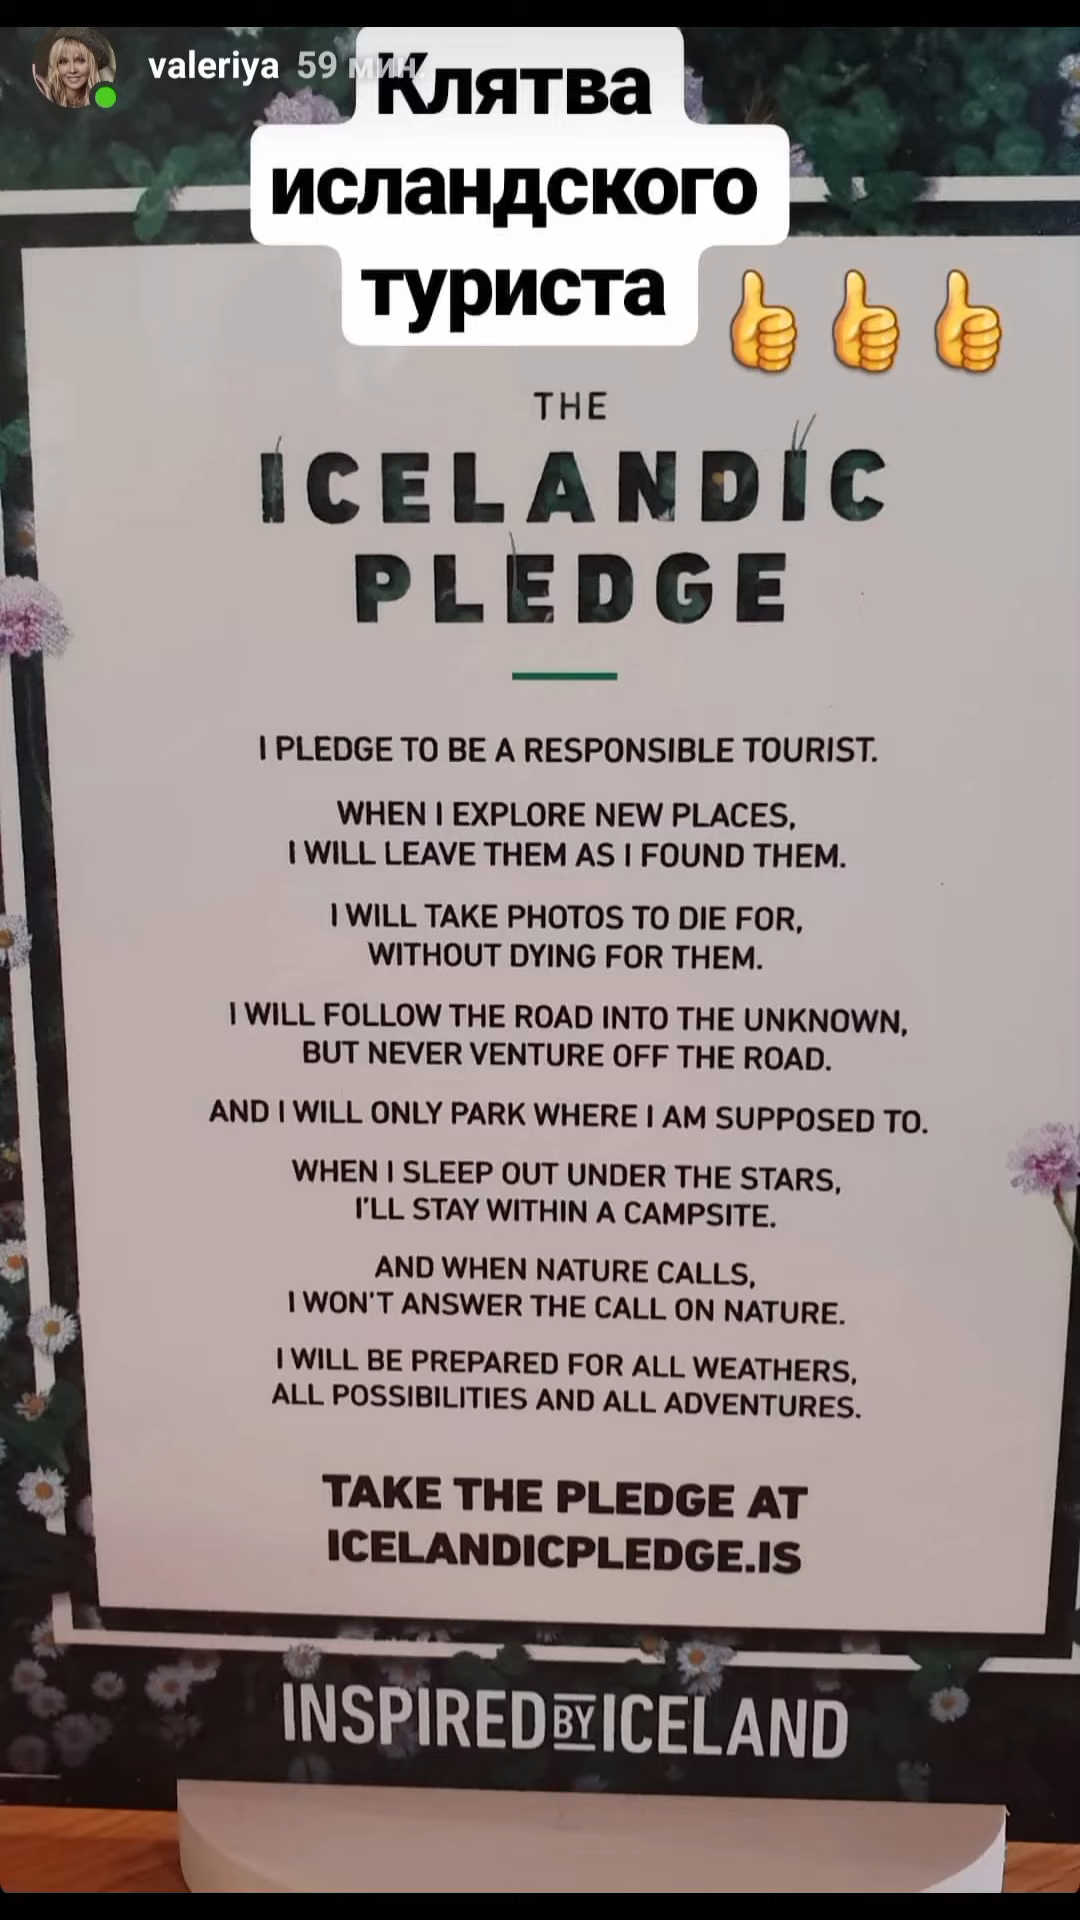 valeriya 59 мин.
Клятва
исландского
туриста 👍👍👍
THE
ICELANDIC
PLEDGE
I PLEDGE TO BE A RESPONSIBLE TOURIST.
WHEN I EXPLORE NEW PLACES,
I WILL LEAVE THEM AS I FOUND THEM.
I WILL TAKE PHOTOS TO DIE FOR,
WITHOUT DYING FOR THEM.
I WILL FOLLOW THE ROAD INTO THE UNKNOWN,
BUT NEVER VENTURE OFF THE ROAD.
AND I WILL ONLY PARK WHERE I AM SUPPOSED TO.
WHEN I SLEEP OUT UNDER THE STARS,
I'LL STAY WITHIN A CAMPSITE.
AND WHEN NATURE CALLS,
I WON'T ANSWER THE CALL ON NATURE.
I WILL BE PREPARED FOR ALL WEATHERS,
ALL POSSIBILITIES AND ALL ADVENTURES.
TAKE THE PLEDGE AT
ICELANDICPLEDGE.IS
INSPIRED BY ICELAND